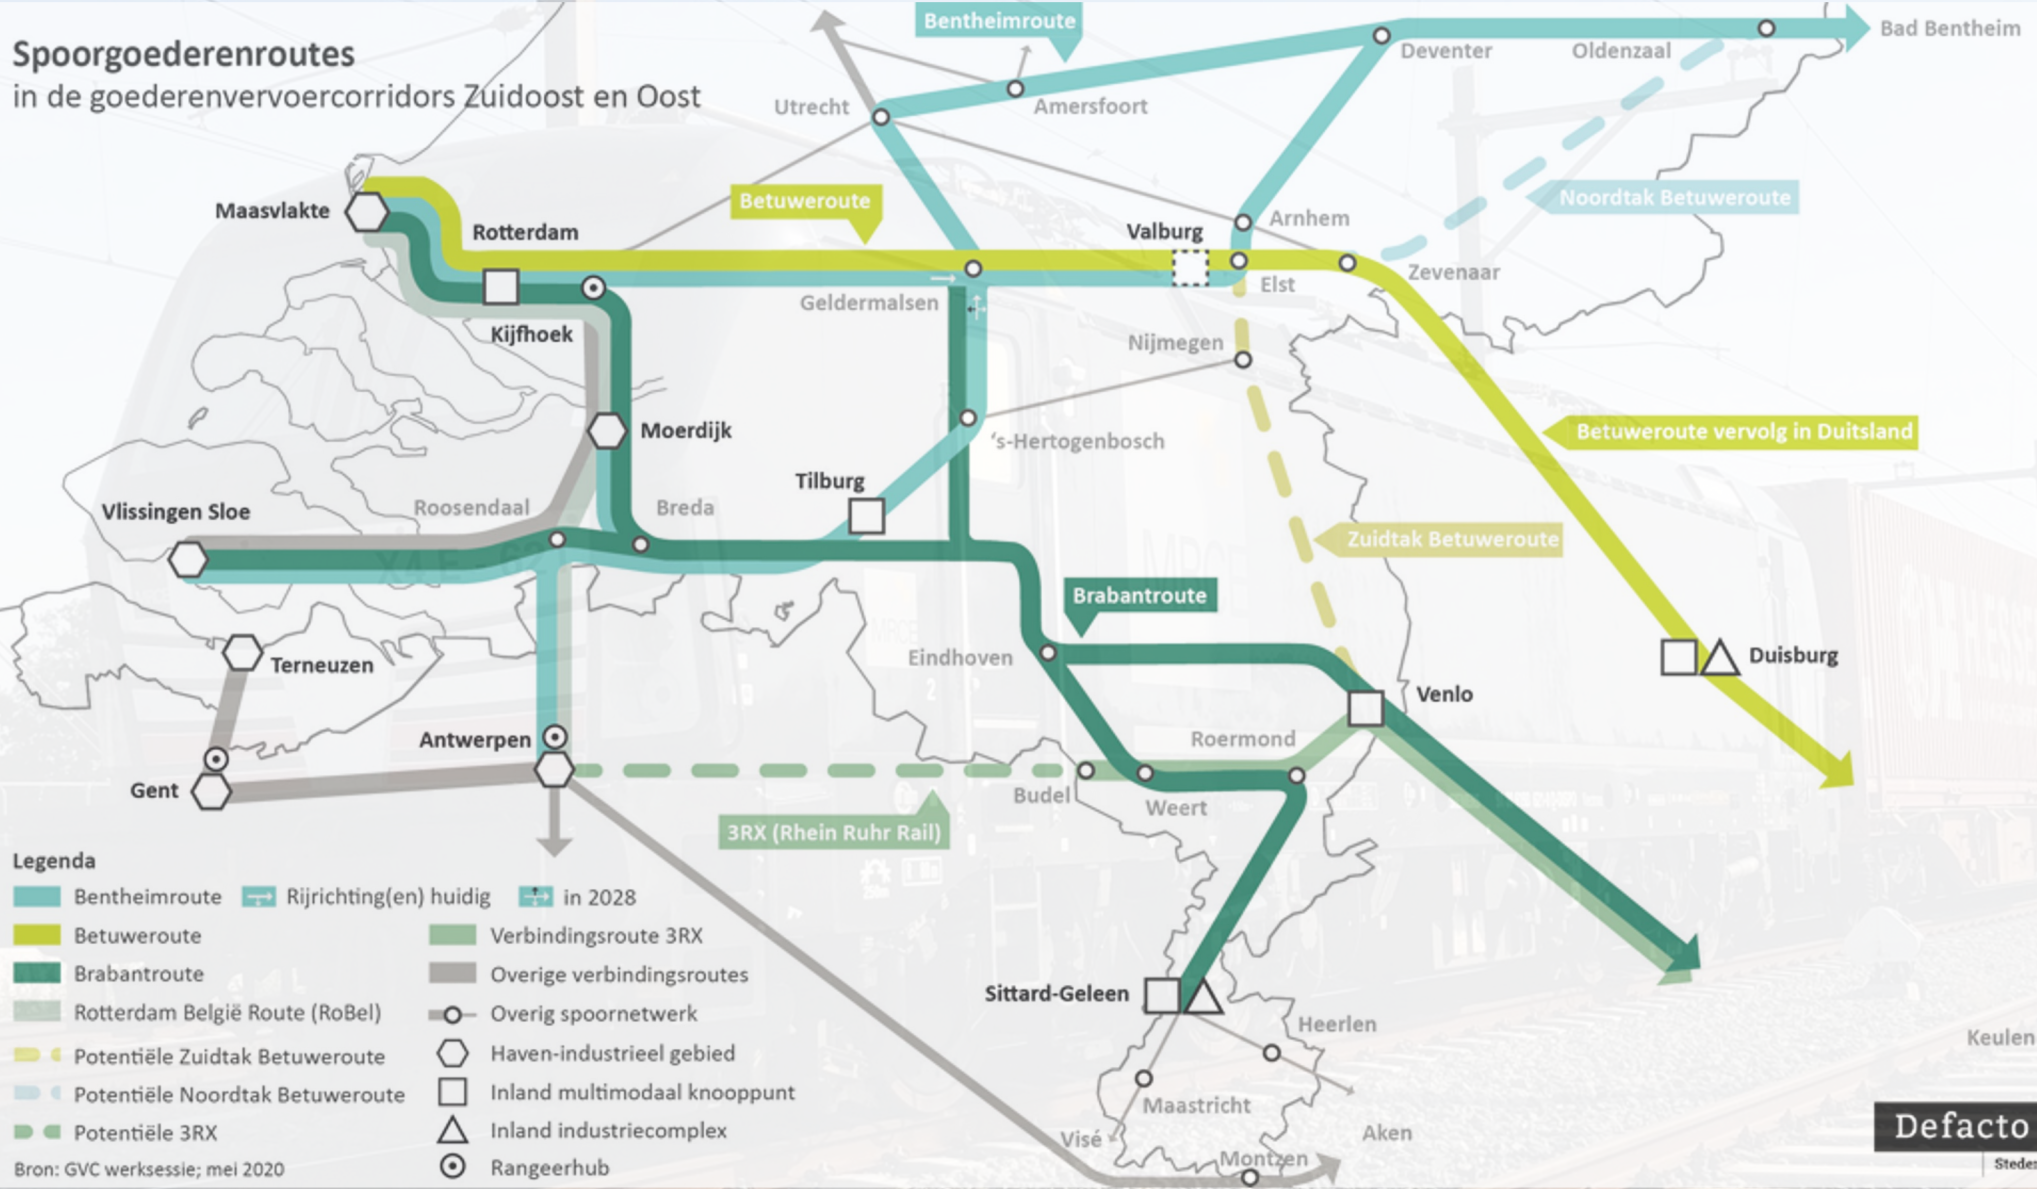 Spoorgoederenroutes
in de goederenvervoercorridors Zuidoost en Oost
Bentheimroute
Bad Bentheim
Deventer
Oldenzaal
Utrecht
Amersfoort
Noordtak Betuweroute
Betuweroute
Maasvlakte
Rotterdam
Valburg
Arnhem
Zevenaar
Elst
Geldermalsen
Kijfhoek
Nijmegen
Moerdijk
's-Hertogenbosch
Betuweroute vervolg in Duitsland
Tilburg
Vlissingen Sloe
Roosendaal
Breda
Zuidtak Betuweroute
Brabantroute
Eindhoven
Terneuzen
Duisburg
Venlo
Antwerpen
Roermond
Gent
Budel
Weert
3RX (Rhein Ruhr Rail)
Sittard-Geleen
Heerlen
Keulen
Maastricht
Visé
Aken
Montzen
Legenda
Bentheimroute
Rijrichting(en) huidig
in 2028
Betuweroute
Brabantroute
Rotterdam België Route (RoBel)
Potentiële Zuidtak Betuweroute
Potentiële Noordtak Betuweroute
Potentiële 3RX
Verbindingsroute 3RX
Overige verbindingsroutes
Overig spoornetwerk
Haven-industrieel gebied
Inland multimodaal knooppunt
Inland industriecomplex
Rangeerhub
Bron: GVC werksessie; mei 2020
Defacto